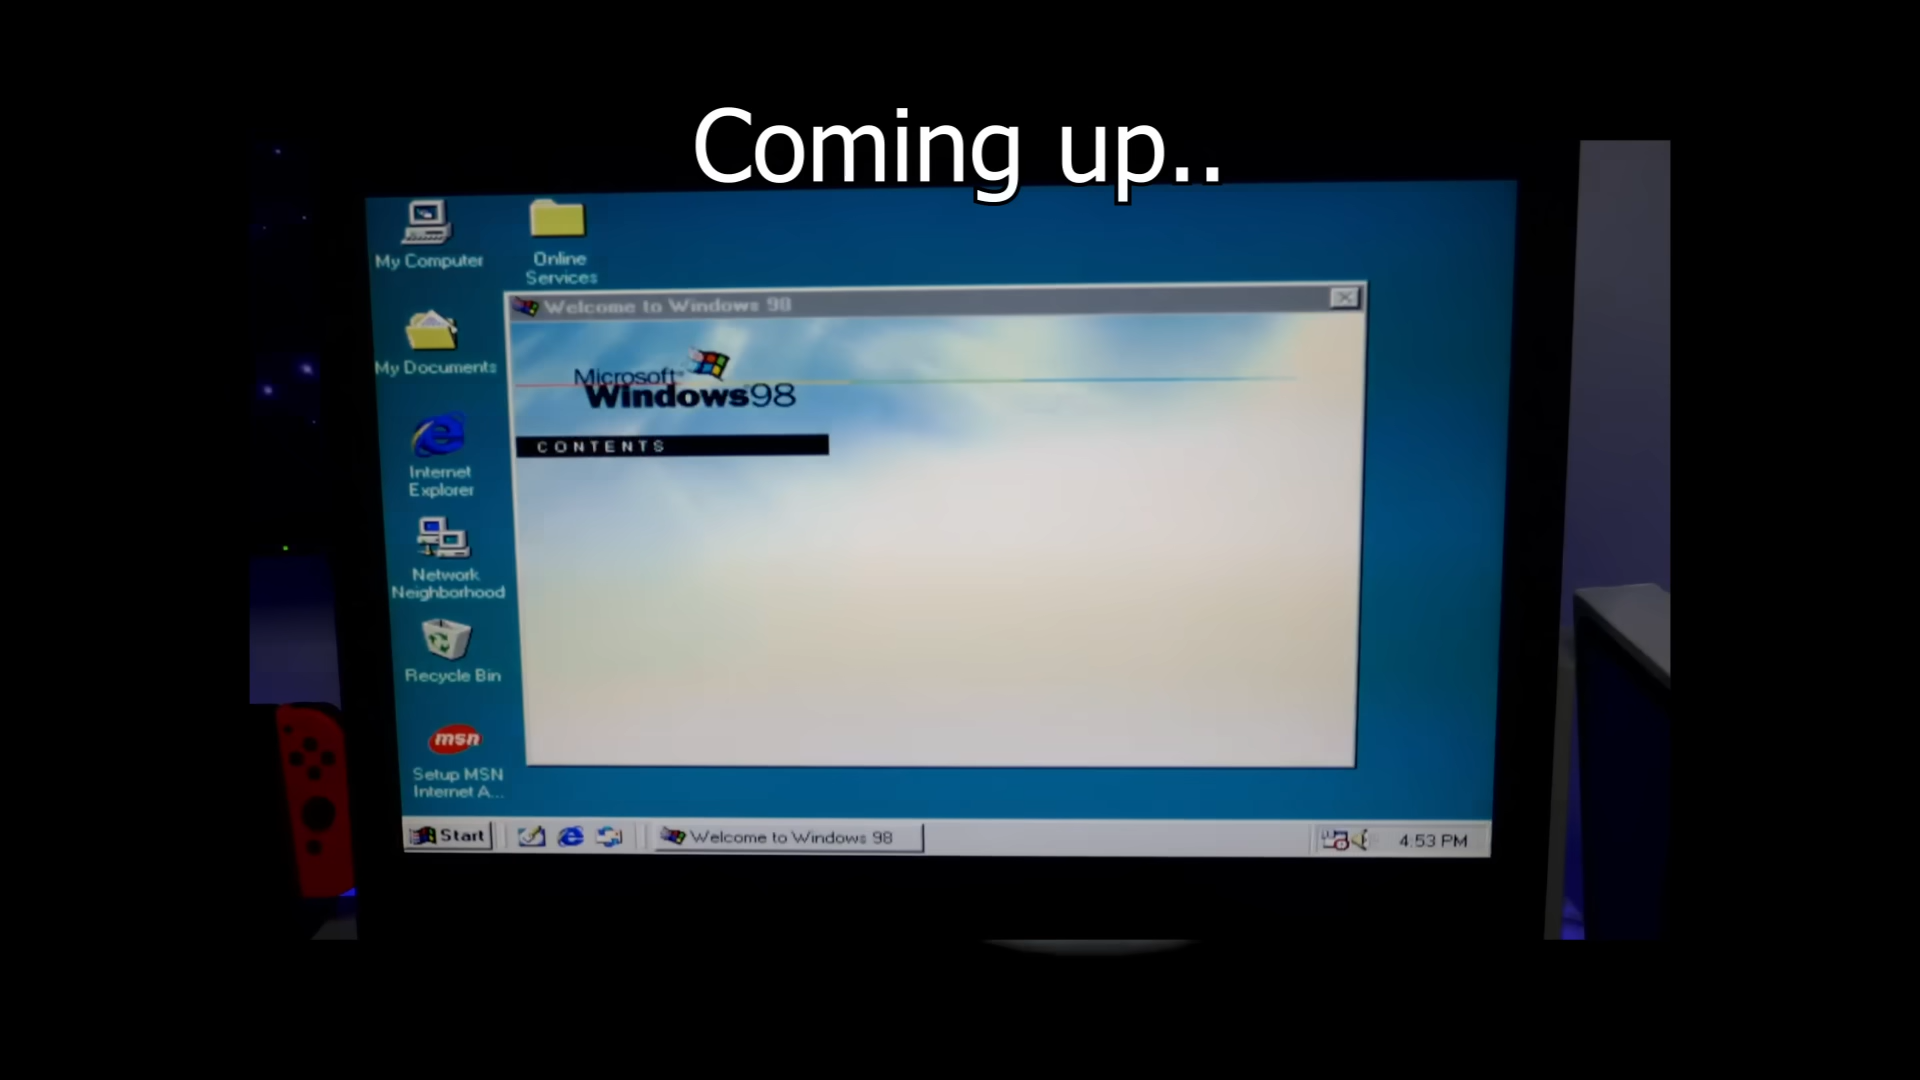 Coming up..
My Computer
Online
Services
Welcome to Windows 98
My Documents
Microsoft
Windows98
CONTENTS
Internet
Explorer
Network
Neighborhood
Recycle Bin
msn
Setup MSN
Internet A...
Start
Welcome to Windows 98
4:53 PM